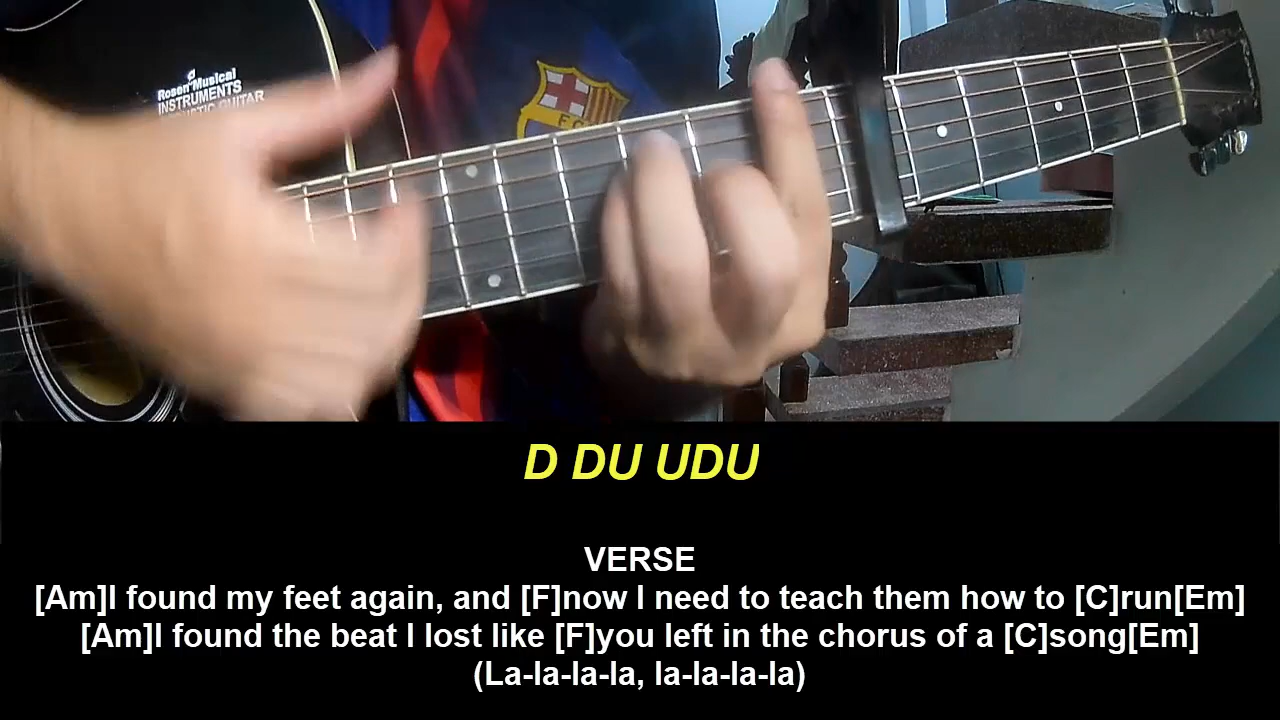 Rosen Musical
INSTRUMENTS
ACOUSTIC GUITAR
F C
D DU UDU
VERSE
[Am]I found my feet again, and [F]now I need to teach them how to [C]run[Em]
[Am]I found the beat I lost like [F]you left in the chorus of a [C]song[Em]
(La-la-la-la, la-la-la-la)